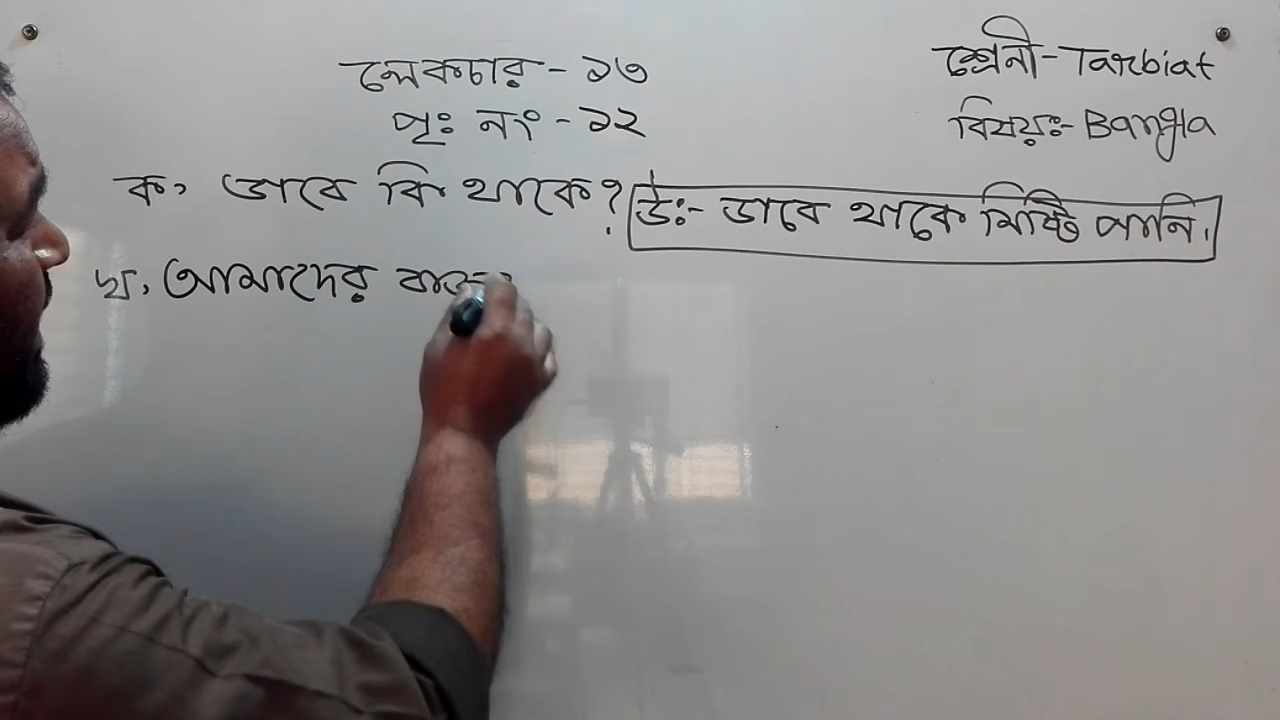 লেকচার - ১৩
পৃঃ নং - ১২
শ্রেনী - Tarbiat
বিষয়ঃ- Bangla
ক, ডাবে কি থাকে? উঃ- ডাবে থাকে মিষ্টি পানি।
খ, আমাদের